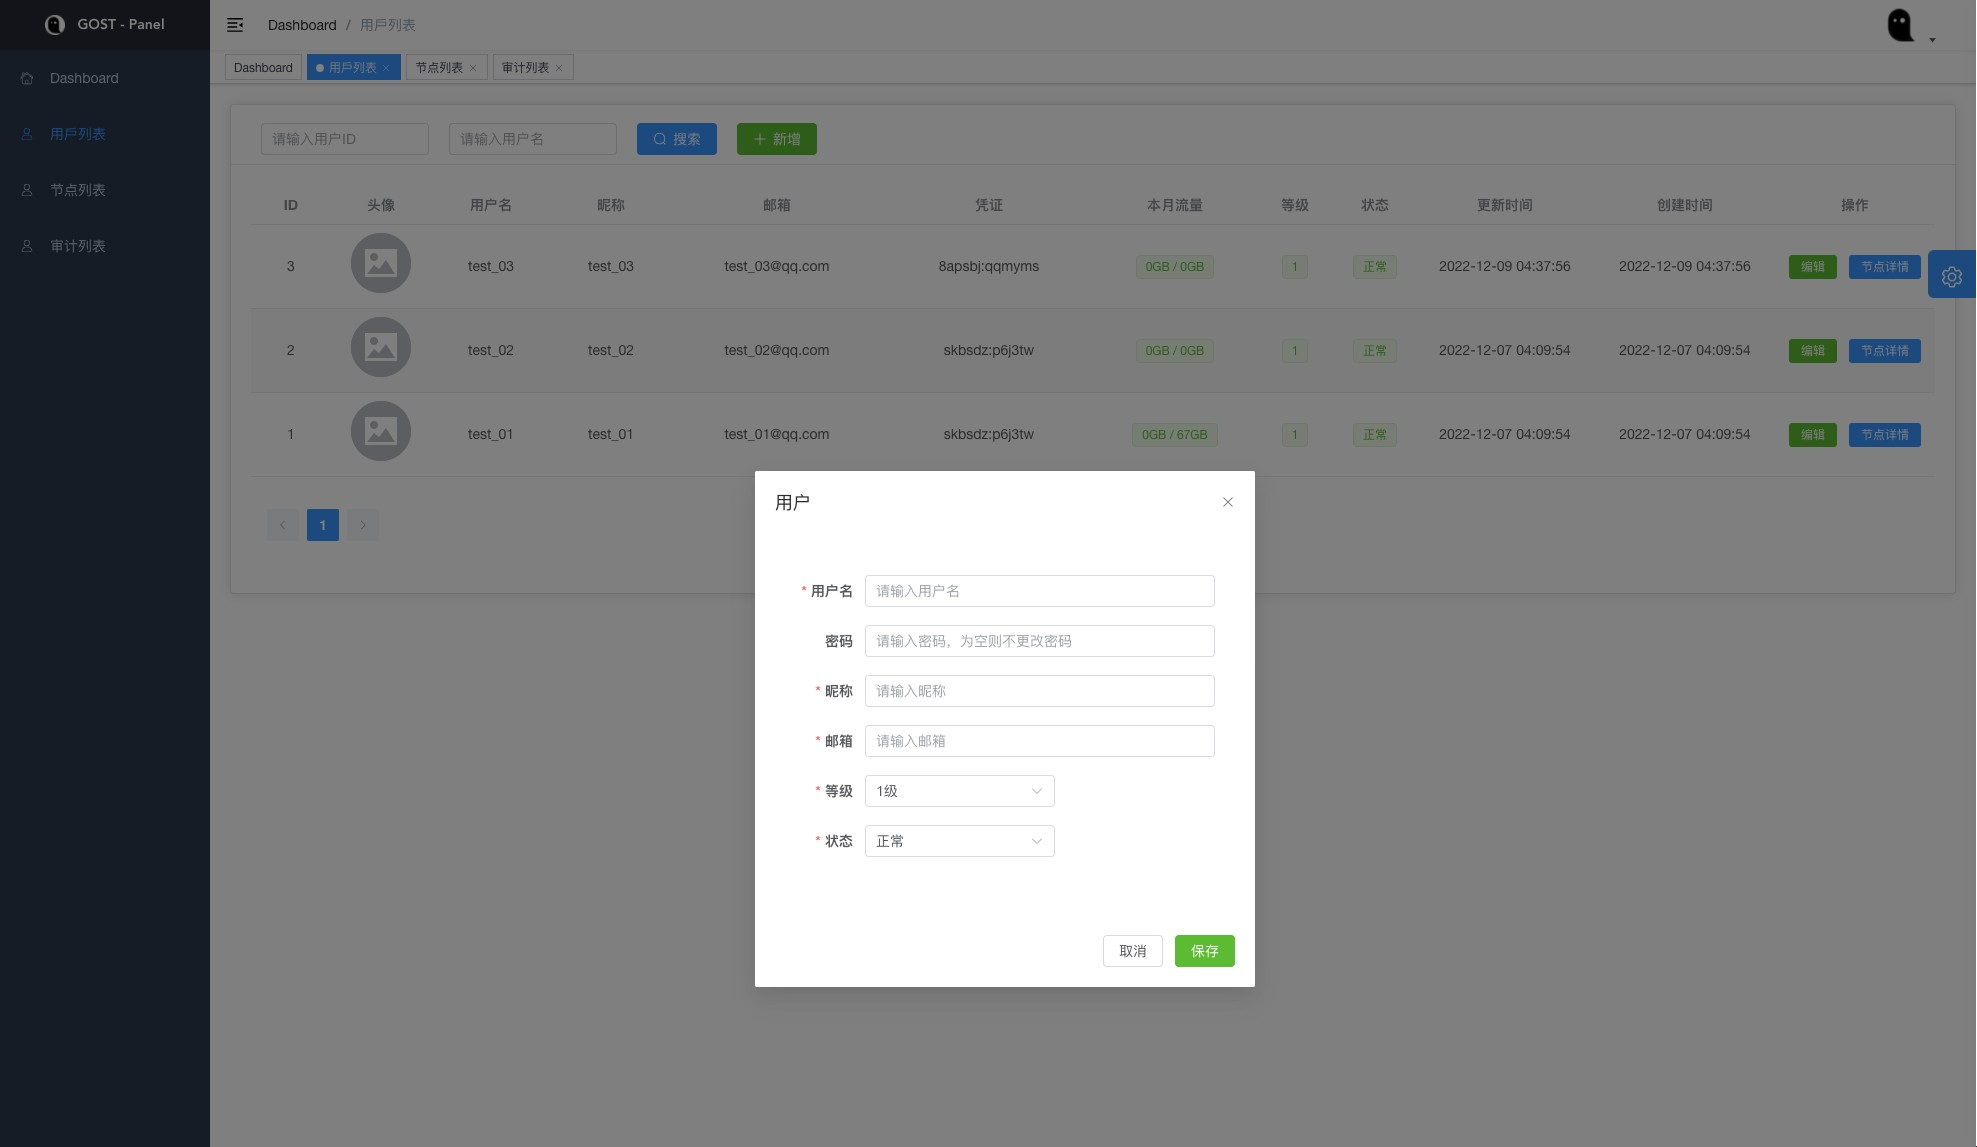 GOST - Panel
Dashboard
用戶列表
节点列表
审计列表
Dashboard / 用戶列表
Dashboard 用戶列表 节点列表 审计列表
请输入用户ID 请输入用户名 搜索 新增
ID 头像 用户名 昵称 邮箱 凭证 本月流量 等级 状态 更新时间 创建时间 操作
3 test_03 test_03 test_03@qq.com 8apsbj:qqmyms 0GB / 0GB 1 正常 2022-12-09 04:37:56 2022-12-09 04:37:56 编辑 节点详情
2 test_02 test_02 test_02@qq.com skbsdz:p6j3tw 0GB / 0GB 1 正常 2022-12-07 04:09:54 2022-12-07 04:09:54 编辑 节点详情
1 test_01 test_01 test_01@qq.com skbsdz:p6j3tw 0GB / 67GB 1 正常 2022-12-07 04:09:54 2022-12-07 04:09:54 编辑 节点详情
1
用户
* 用户名 请输入用户名
密码 请输入密码，为空则不更改密码
* 昵称 请输入昵称
* 邮箱 请输入邮箱
* 等级 1级
* 状态 正常
取消 保存